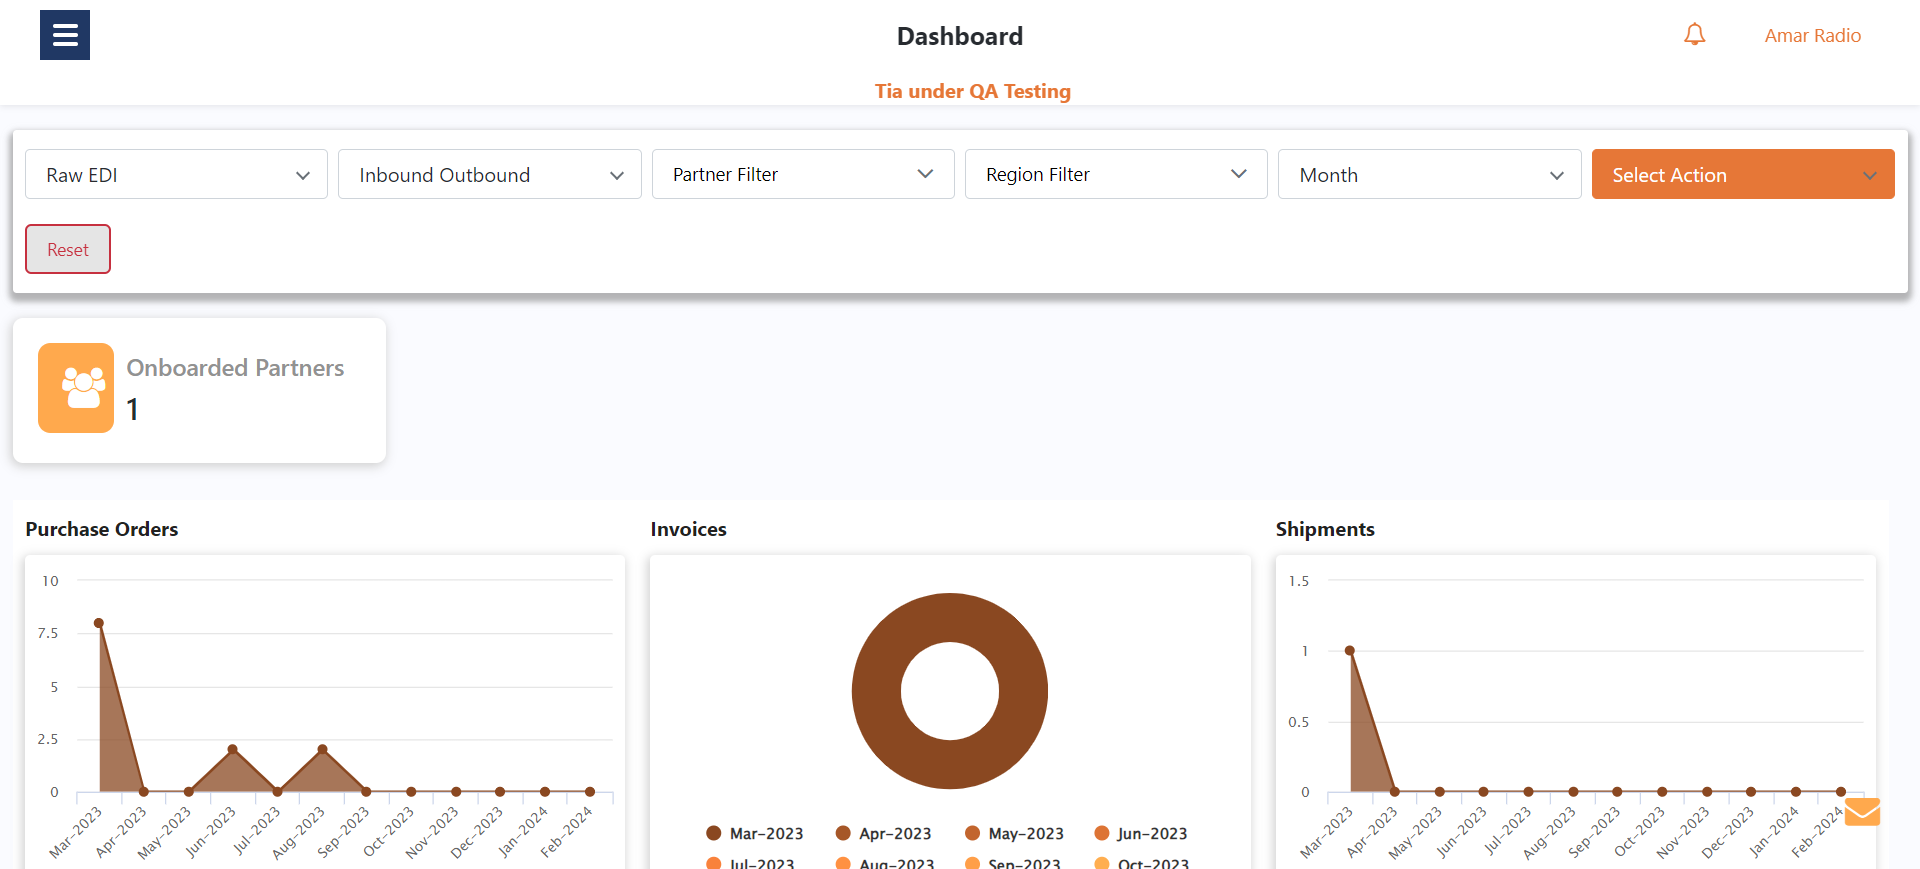 Dashboard
Amar Radio
Tia under QA Testing
Raw EDI
Inbound Outbound
Partner Filter
Region Filter
Month
Select Action
Reset
Onboarded Partners
1
Purchase Orders
10
7.5
5
2.5
0
Mar-2023
Apr-2023
May-2023
Jun-2023
Jul-2023
Aug-2023
Sep-2023
Oct-2023
Nov-2023
Dec-2023
Jan-2024
Feb-2024
Invoices
Mar-2023
Apr-2023
May-2023
Jun-2023
Jul-2023
Aug-2023
Sep-2023
Oct-2023
Shipments
1.5
1
0.5
0
Mar-2023
Apr-2023
May-2023
Jun-2023
Jul-2023
Aug-2023
Sep-2023
Oct-2023
Nov-2023
Dec-2023
Jan-2024
Feb-2024